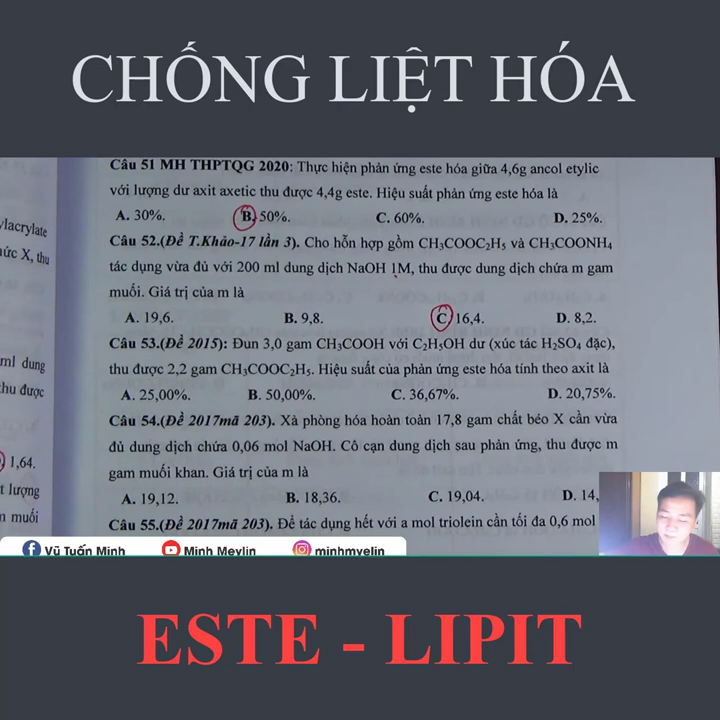 CHỐNG LIỆT HÓA
Câu 51 MH THPTQG 2020: Thực hiện phản ứng este hóa giữa 4,6g ancol etylic
với lượng dư axit axetic thu được 4,4g este. Hiệu suất phản ứng este hóa là
A. 30%. B. 50%. C. 60%. D. 25%.
Câu 52.(Đề T.Khảo-17 lần 3). Cho hỗn hợp gồm CH₃COOC₂H₅ và CH₃COONH₄
tác dụng vừa đủ với 200 ml dung dịch NaOH 1M, thu được dung dịch chứa m gam
muối. Giá trị của m là
A. 19,6. B. 9,8. C. 16,4. D. 8,2.
Câu 53.(Đề 2015): Đun 3,0 gam CH₃COOH với C₂H₅OH dư (xúc tác H₂SO₄ đặc),
thu được 2,2 gam CH₃COOC₂H₅. Hiệu suất của phản ứng este hóa tính theo axit là
A. 25,00%. B. 50,00%. C. 36,67%. D. 20,75%.
Câu 54.(Đề 2017mã 203). Xà phòng hóa hoàn toàn 17,8 gam chất béo X cần vừa
đủ dung dịch chứa 0,06 mol NaOH. Cô cạn dung dịch sau phản ứng, thu được m
gam muối khan. Giá trị của m là
A. 19,12. B. 18,36. C. 19,04. D. 14,
Câu 55.(Đề 2017mã 203). Để tác dụng hết với a mol triolein cần tối đa 0,6 mol
ylacrylate
ức X, thu
ml dung
thu được
1,64.
t lượng
n muối
Vũ Tuấn Minh Minh Meylin minhmyelin
ESTE - LIPIT